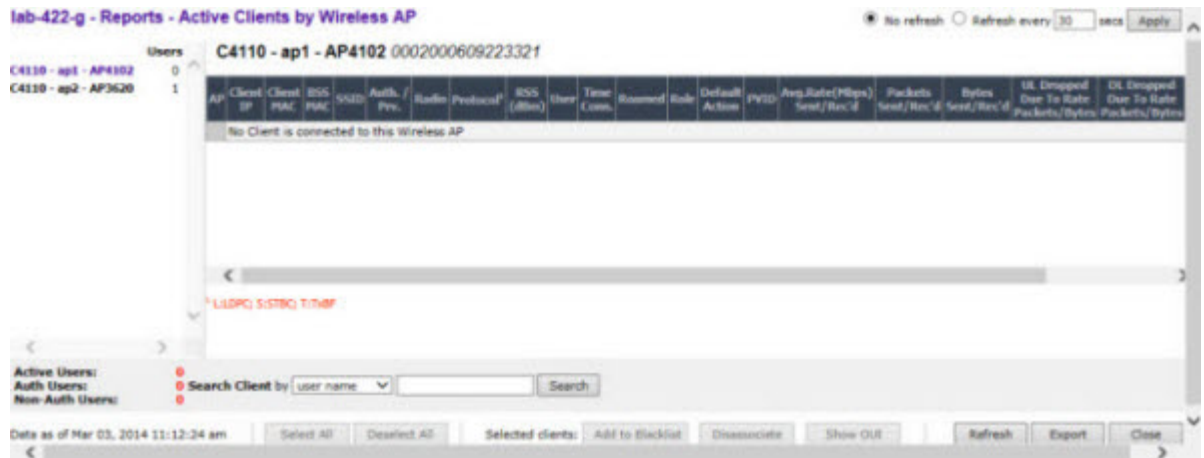 lab-422-g - Reports - Active Clients by Wireless AP
No refresh Refresh every 30 secs Apply
Users
C4110 - ap1 - AP4102 0
C4110 - ap2 - AP3620 1
C4110 - ap1 - AP4102 0002000609223321
AP Client IP Client MAC BSS MAC SSID Auth. / Prv. Radio Protocol¹ RSS (dBm) User Time Conn. Roamed Role Default Action PVID Avg.Rate(Mbps) Sent/Rec'd Packets Sent/Rec'd Bytes Sent/Rec'd UL Dropped Due To Rate Packets/Bytes DL Dropped Due To Rate Packets/Bytes
No Client is connected to this Wireless AP
¹ L:LDPC; S:STBC; T:TxBF
Active Users: 0
Auth Users: 0
Non-Auth Users: 0
Search Client by user name Search
Data as of Mar 03, 2014 11:12:24 am Select All Deselect All Selected clients: Add to Blacklist Disassociate Show OUI Refresh Export Close